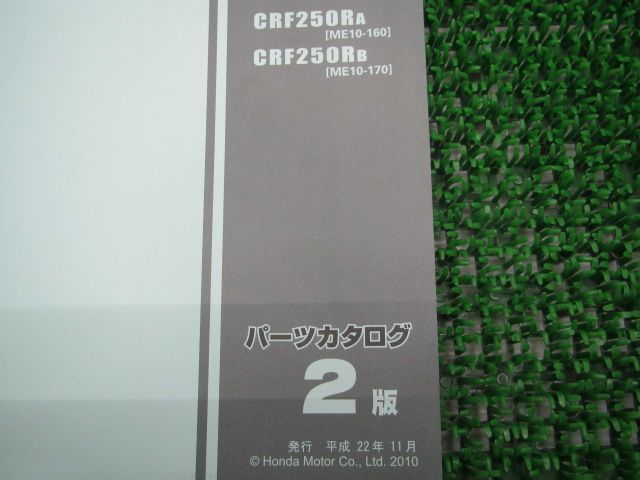 CRF250RA
[ME10-160]
CRF250RB
[ME10-170]
パーツカタログ
2版
発行 平成 22年 11月
© Honda Motor Co., Ltd. 2010